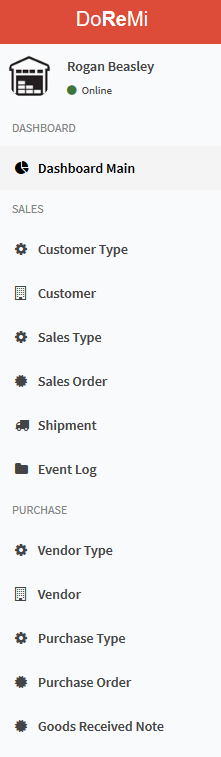 DoReMi
Rogan Beasley
Online
DASHBOARD
Dashboard Main
SALES
Customer Type
Customer
Sales Type
Sales Order
Shipment
Event Log
PURCHASE
Vendor Type
Vendor
Purchase Type
Purchase Order
Goods Received Note